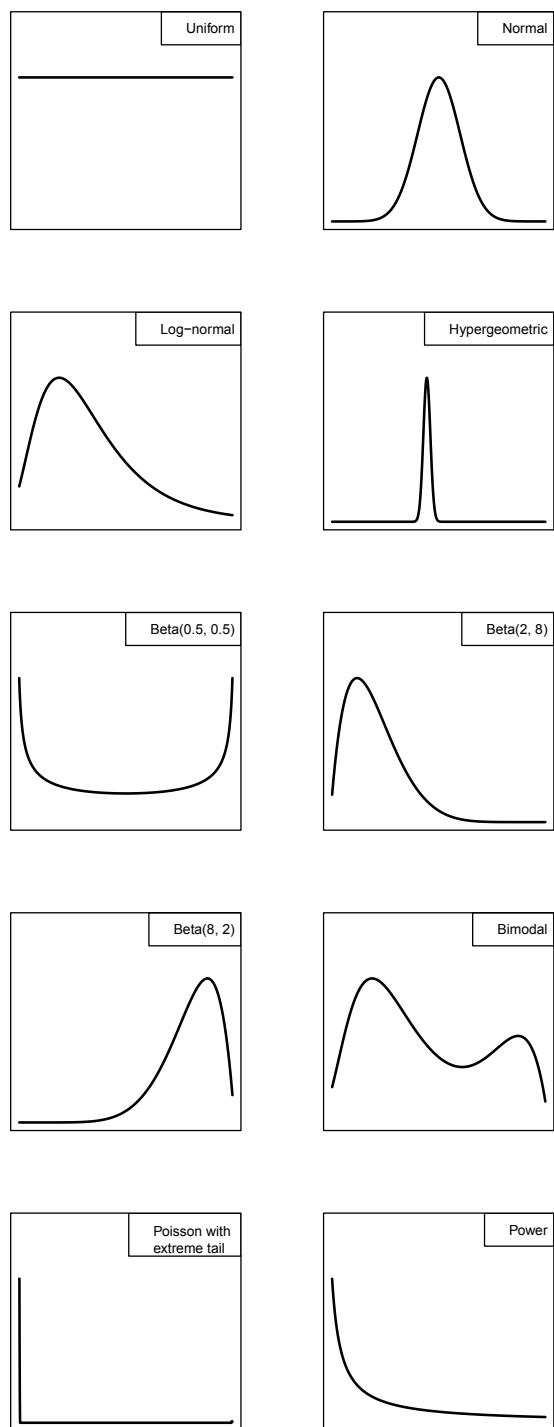 Uniform
Normal
Log−normal
Hypergeometric
Beta(0.5, 0.5)
Beta(2, 8)
Beta(8, 2)
Bimodal
Poisson with
extreme tail
Power